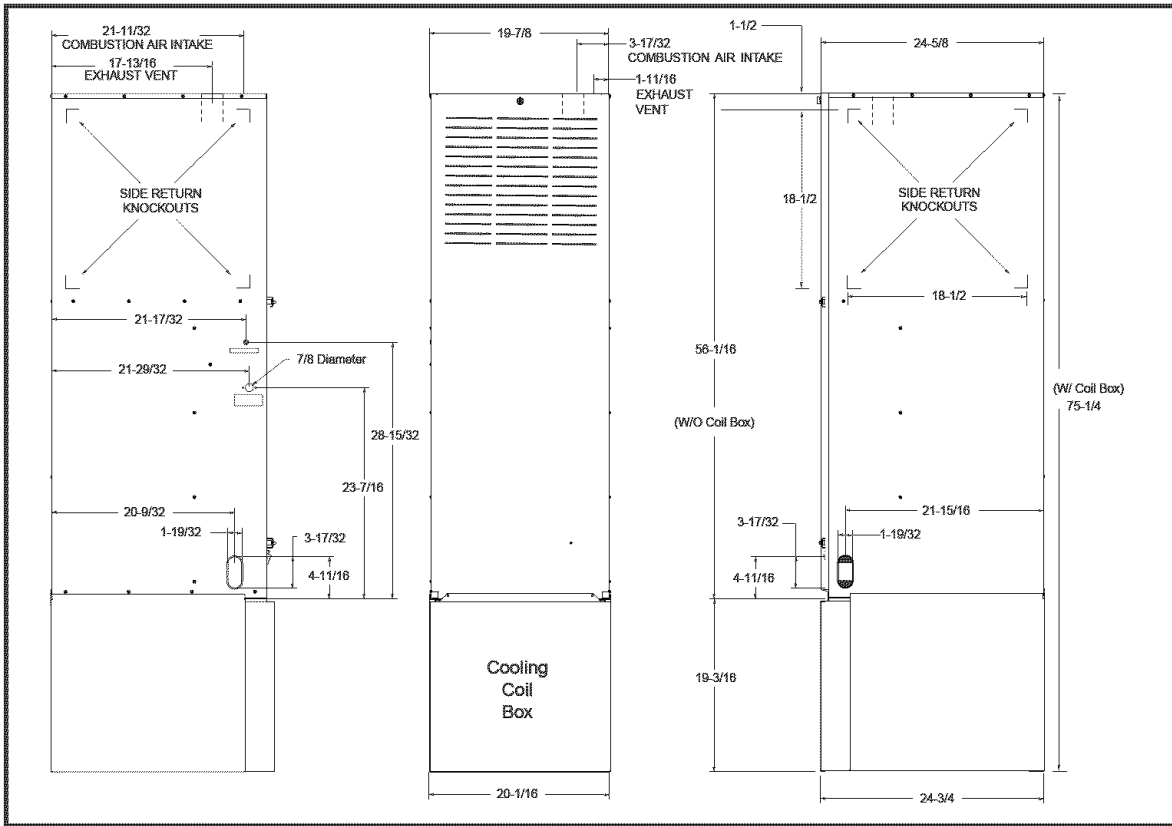 21-11/32
COMBUSTION AIR INTAKE
17-13/16
EXHAUST VENT
SIDE RETURN
KNOCKOUTS
21-17/32
21-29/32
7/8 Diameter
28-15/32
23-7/16
20-9/32
1-19/32
3-17/32
4-11/16
19-7/8
3-17/32
COMBUSTION AIR INTAKE
1-11/16
EXHAUST
VENT
Cooling
Coil
Box
20-1/16
1-1/2
24-5/8
SIDE RETURN
KNOCKOUTS
18-1/2
18-1/2
56-1/16
(W/O Coil Box)
(W/ Coil Box)
75-1/4
21-15/16
3-17/32
1-19/32
4-11/16
19-3/16
24-3/4